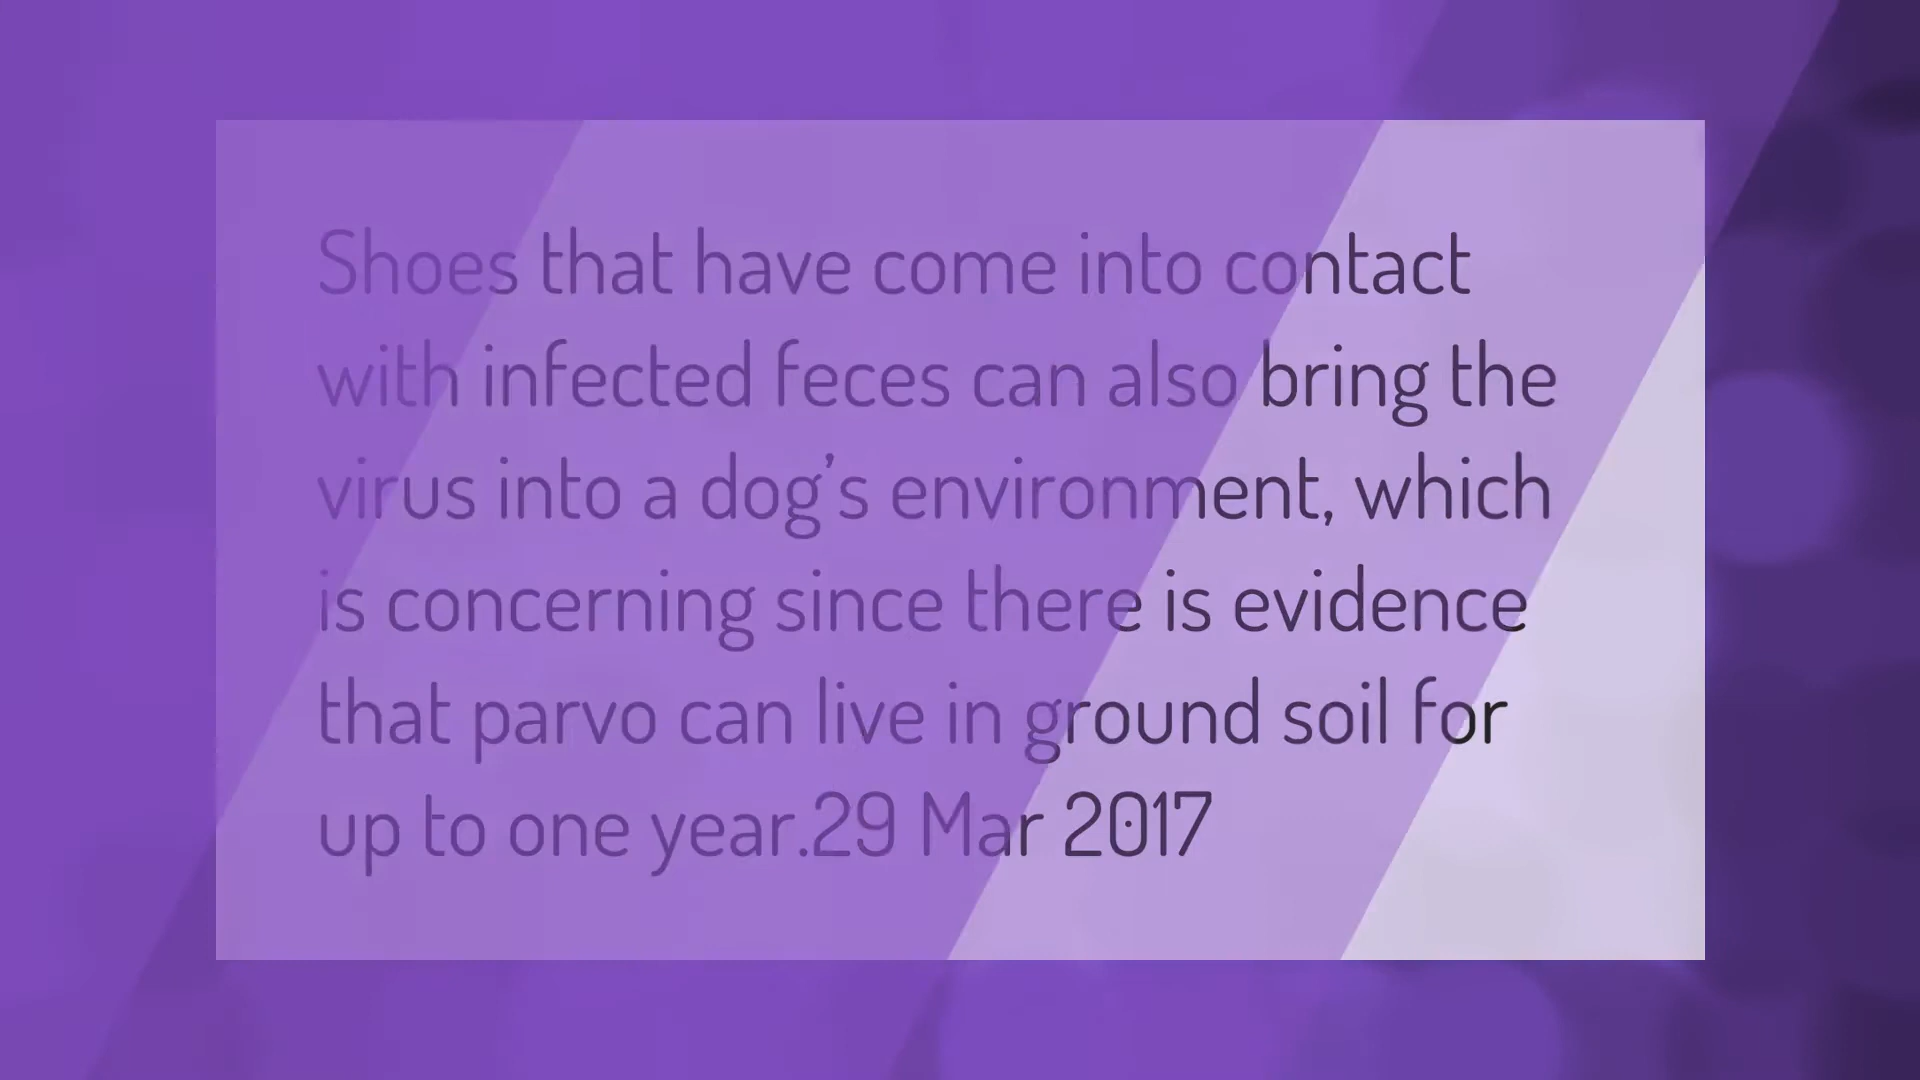 Shoes that have come into contact
with infected feces can also bring the
virus into a dog's environment, which
is concerning since there is evidence
that parvo can live in ground soil for
up to one year.29 Mar 2017